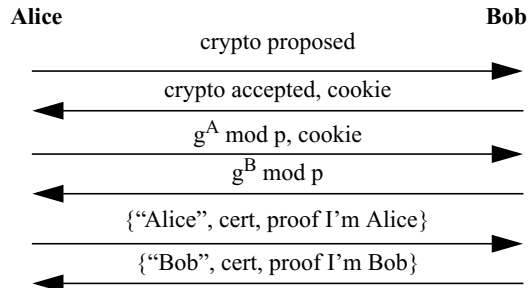 Alice Bob
crypto proposed
crypto accepted, cookie
g^A mod p, cookie
g^B mod p
{“Alice”, cert, proof I’m Alice}
{“Bob”, cert, proof I’m Bob}